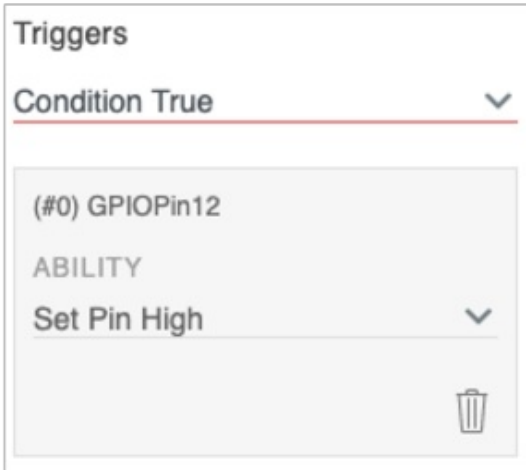 Triggers
Condition True
(#0) GPIOPin12
ABILITY
Set Pin High